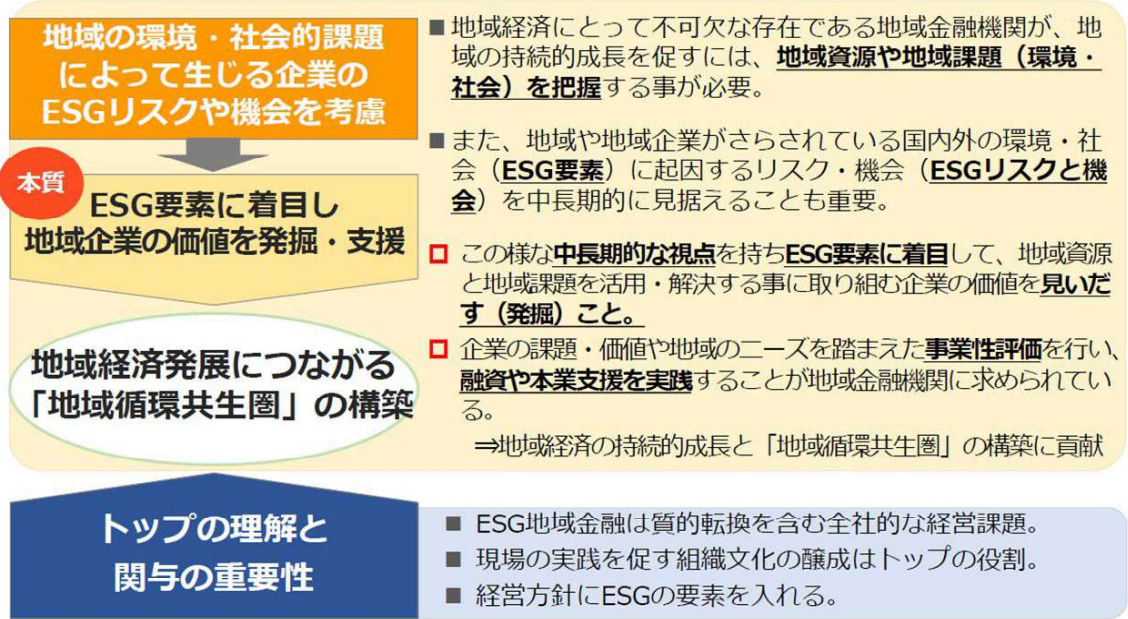 地域の環境・社会的課題
によって生じる企業の
ESGリスクや機会を考慮
本質
ESG要素に着目し
地域企業の価値を発掘・支援
地域経済発展につながる
「地域循環共生圏」の構築
■地域経済にとって不可欠な存在である地域金融機関が、地
域の持続的成長を促すには、地域資源や地域課題（環境・
社会）を把握する事が必要。
■また、地域や地域企業がさらされている国内外の環境・社
会（ESG要素）に起因するリスク・機会（ESGリスクと機
会）を中長期的に見据えることも重要。
この様な中長期的な視点を持ちESG要素に着目して、地域資源
と地域課題を活用・解決する事に取り組む企業の価値を見いだ
す（発掘）こと。
企業の課題・価値や地域のニーズを踏まえた事業性評価を行い、
融資や本業支援を実践することが地域金融機関に求められてい
る。
⇒地域経済の持続的成長と「地域循環共生圏」の構築に貢献
トップの理解と
関与の重要性
■ ESG地域金融は質的転換を含む全社的な経営課題。
■ 現場の実践を促す組織文化の醸成はトップの役割。
■ 経営方針にESGの要素を入れる。